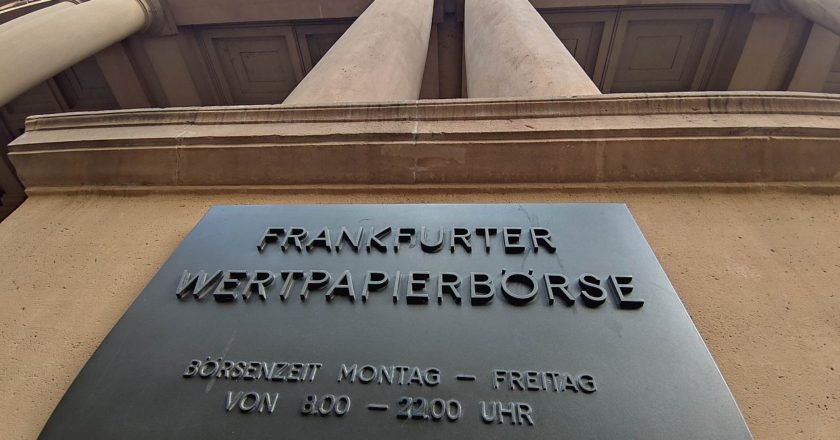 FRANKFURTER
WERTPAPIERBÖRSE
BÖRSENZEIT MONTAG – FREITAG
VON 8.00 – 22.00 UHR